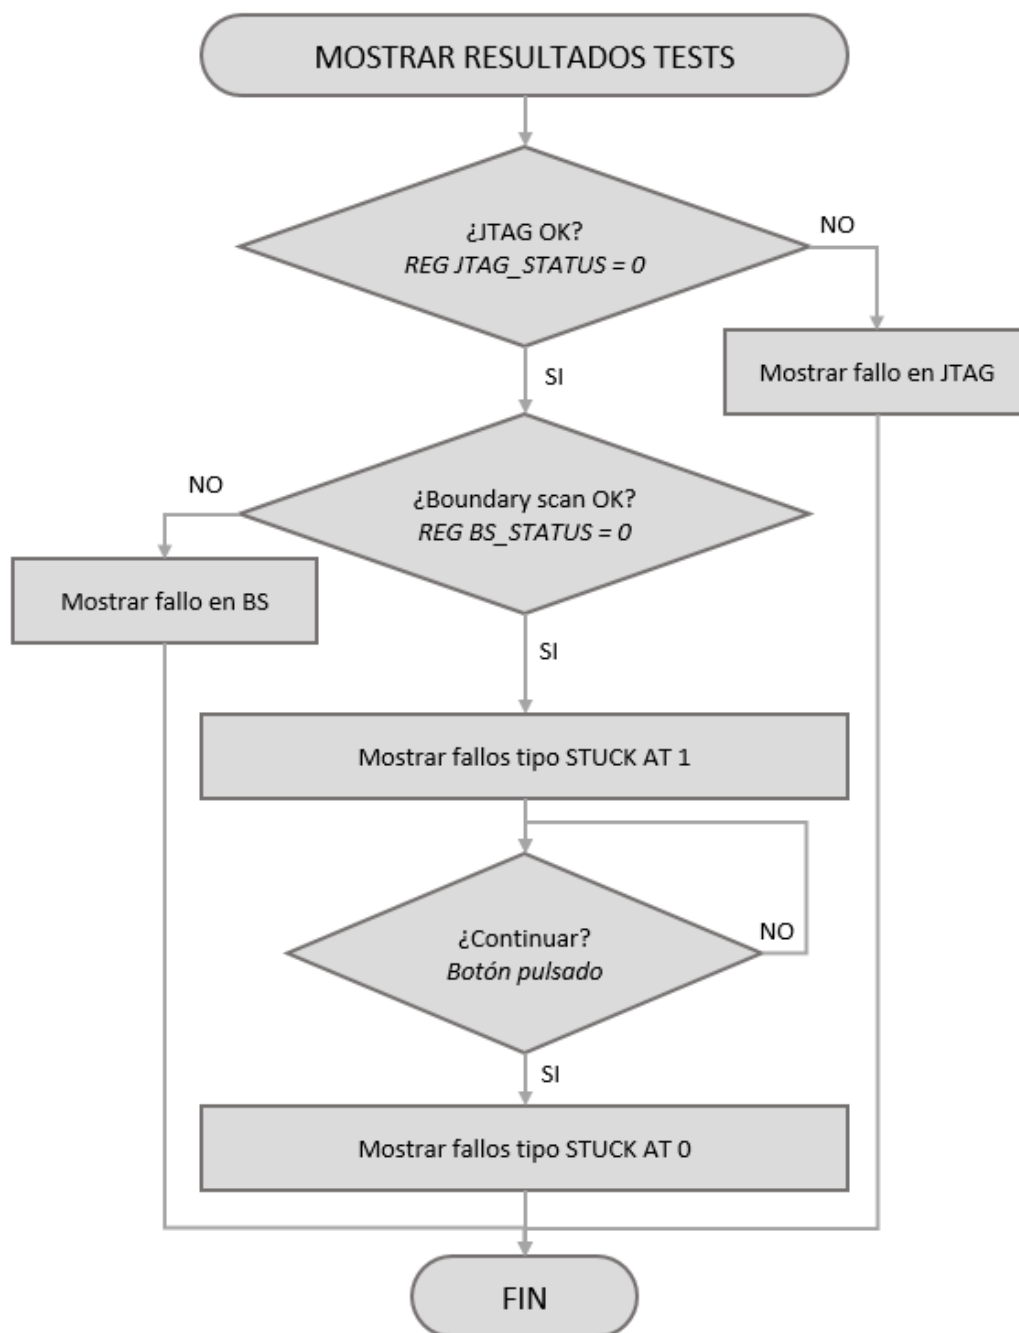 MOSTRAR RESULTADOS TESTS
¿JTAG OK?
REG JTAG_STATUS = 0
NO
Mostrar fallo en JTAG
SI
¿Boundary scan OK?
REG BS_STATUS = 0
NO
Mostrar fallo en BS
SI
Mostrar fallos tipo STUCK AT 1
¿Continuar?
Botón pulsado
NO
SI
Mostrar fallos tipo STUCK AT 0
FIN